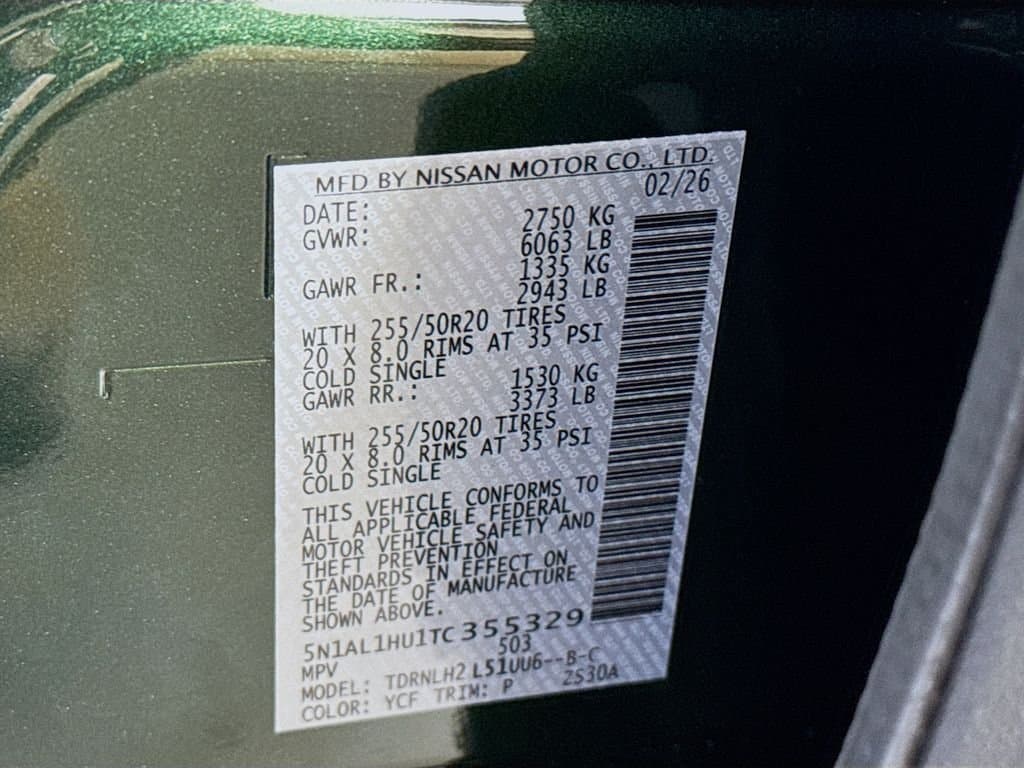 MFD BY NISSAN MOTOR CO., LTD.
DATE: 02/26
GVWR: 2750 KG
6063 LB
GAWR FR.: 1335 KG
2943 LB
WITH 255/50R20 TIRES
20 X 8.0 RIMS AT 35 PSI
COLD SINGLE
GAWR RR.: 1530 KG
3373 LB
WITH 255/50R20 TIRES
20 X 8.0 RIMS AT 35 PSI
COLD SINGLE
THIS VEHICLE CONFORMS TO
ALL APPLICABLE FEDERAL
MOTOR VEHICLE SAFETY AND
THEFT PREVENTION
STANDARDS IN EFFECT ON
THE DATE OF MANUFACTURE
SHOWN ABOVE.
5N1AL1HU1TC355329
MPV 503
MODEL: TDRNLH2L51UU6--B-C
COLOR: YCF TRIM: P ZS30A